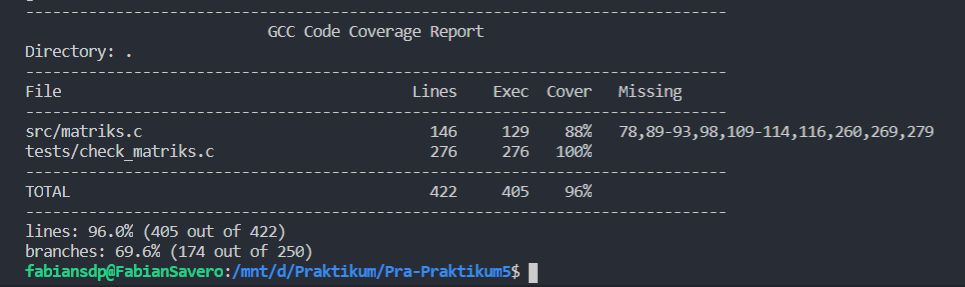 --------------------------------------------------------------------------------
GCC Code Coverage Report
Directory: .
--------------------------------------------------------------------------------
File Lines Exec Cover Missing
--------------------------------------------------------------------------------
src/matriks.c 146 129 88% 78,89-93,98,109-114,116,260,269,279
tests/check_matriks.c 276 276 100%
--------------------------------------------------------------------------------
TOTAL 422 405 96%
--------------------------------------------------------------------------------
lines: 96.0% (405 out of 422)
branches: 69.6% (174 out of 250)
fabiansdp@FabianSavero:/mnt/d/Praktikum/Pra-Praktikum5$